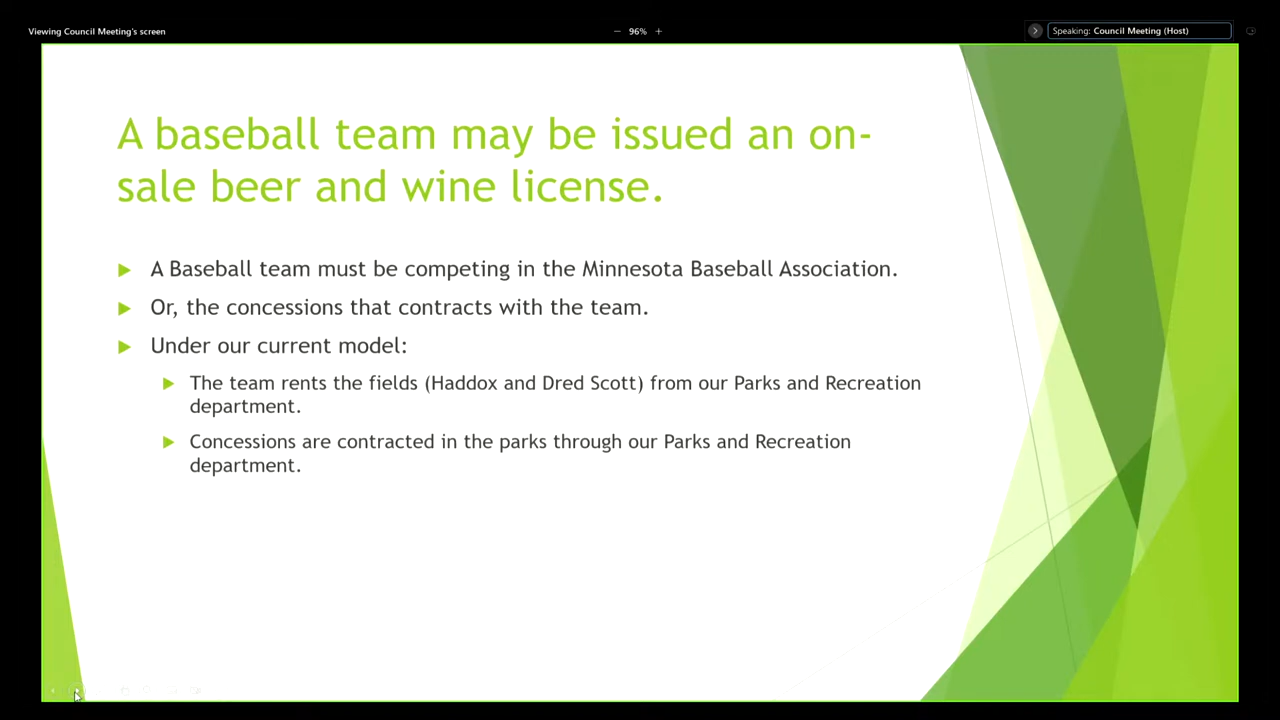 Viewing Council Meeting's screen
− 96% +
Speaking: Council Meeting (Host)
A baseball team may be issued an on-
sale beer and wine license.
A Baseball team must be competing in the Minnesota Baseball Association.
Or, the concessions that contracts with the team.
Under our current model:
The team rents the fields (Haddox and Dred Scott) from our Parks and Recreation
department.
Concessions are contracted in the parks through our Parks and Recreation
department.